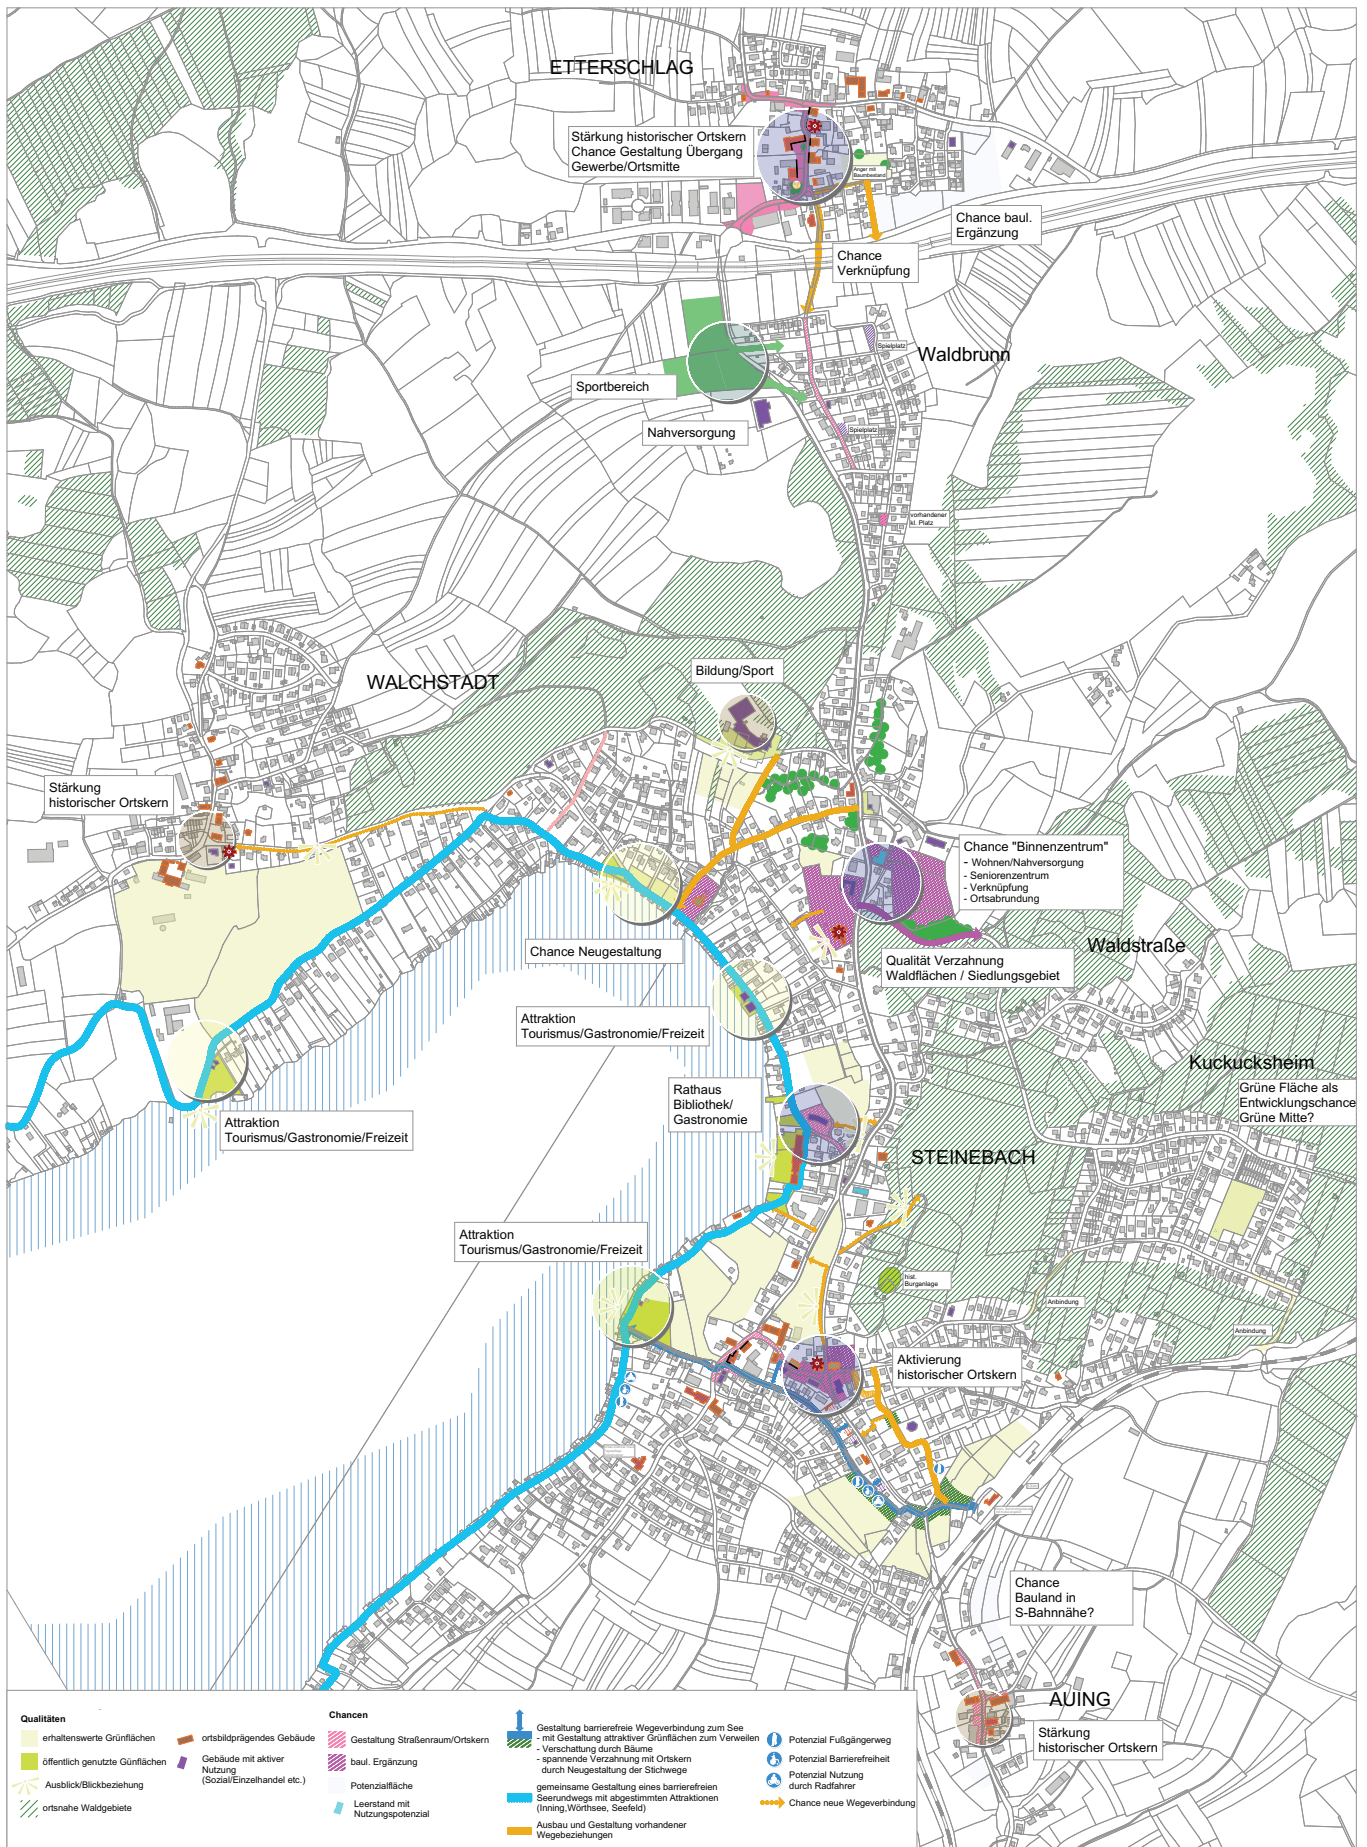 ETTERSCHLAG
Stärkung historischer Ortskern
Chance Gestaltung Übergang
Gewerbe/Ortsmitte
Anger mit
Baumbestand
Chance baul.
Ergänzung
Chance
Verknüpfung
Spielplatz
Waldbrunn
Sportbereich
Nahversorgung
Spielplatz
vorhandener
kl. Platz
Bildung/Sport
WALCHSTADT
Stärkung
historischer Ortskern
Chance "Binnenzentrum"
- Wohnen/Nahversorgung
- Seniorenzentrum
- Verknüpfung
- Ortsabrundung
Chance Neugestaltung
Waldstraße
Qualität Verzahnung
Waldflächen / Siedlungsgebiet
Attraktion
Tourismus/Gastronomie/Freizeit
Kuckucksheim
Grüne Fläche als
Entwicklungschance
Grüne Mitte?
Rathaus
Bibliothek/
Gastronomie
Attraktion
Tourismus/Gastronomie/Freizeit
STEINEBACH
Attraktion
Tourismus/Gastronomie/Freizeit
hist.
Burganlage
Anbindung
Anbindung
Aktivierung
historischer Ortskern
Chance
Bauland in
S-Bahnnähe?
AUING
Stärkung
historischer Ortskern
Qualitäten
erhaltenswerte Grünflächen
öffentlich genutzte Günflächen
Ausblick/Blickbeziehung
ortsnahe Waldgebiete
ortsbildprägendes Gebäude
Gebäude mit aktiver
Nutzung
(Sozial/Einzelhandel etc.)
Chancen
Gestaltung Straßenraum/Ortskern
baul. Ergänzung
Potenzialfläche
Leerstand mit
Nutzungspotenzial
Gestaltung barrierefreie Wegeverbindung zum See
- mit Gestaltung attraktiver Grünflächen zum Verweilen
- Verschattung durch Bäume
- spannende Verzahnung mit Ortskern
durch Neugestaltung der Stichwege
gemeinsame Gestaltung eines barrierefreien
Seerundwegs mit abgestimmten Attraktionen
(Inning,Wörthsee, Seefeld)
Ausbau und Gestaltung vorhandener
Wegebeziehungen
Potenzial Fußgängerweg
Potenzial Barrierefreiheit
Potenzial Nutzung
durch Radfahrer
Chance neue Wegeverbindung